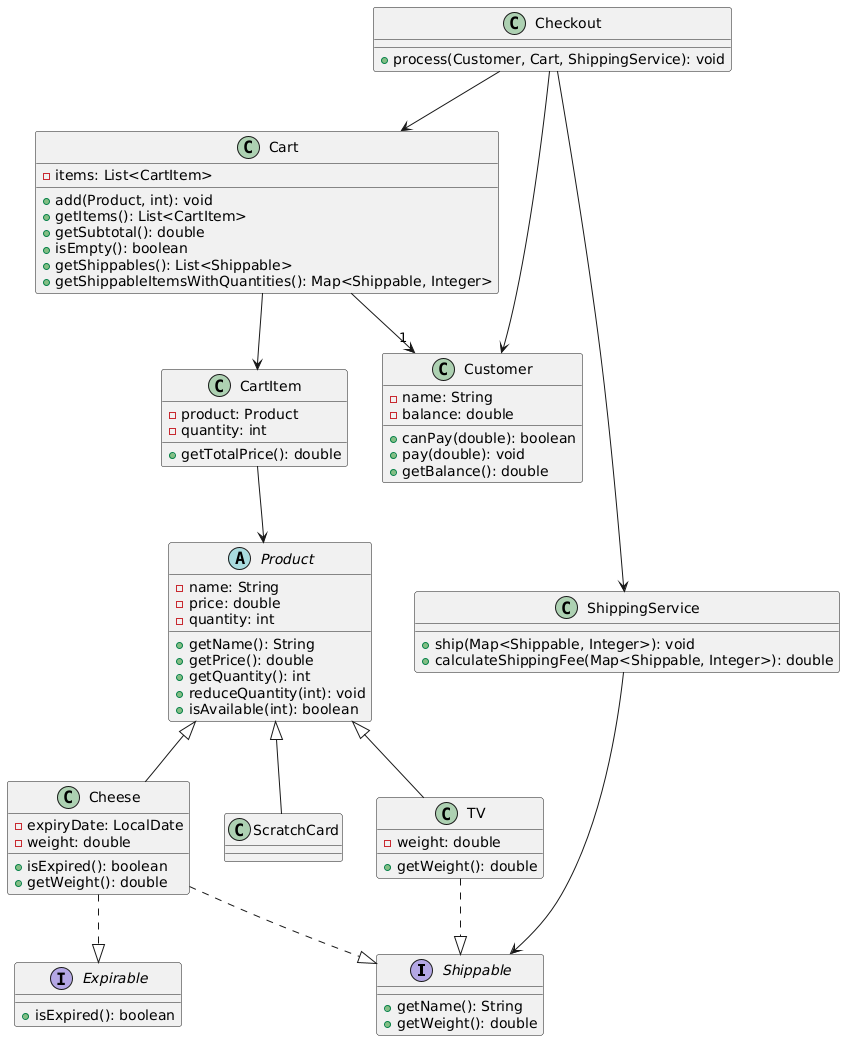 C Checkout
process(Customer, Cart, ShippingService): void
C Cart
items: List<CartItem>
add(Product, int): void
getItems(): List<CartItem>
getSubtotal(): double
isEmpty(): boolean
getShippables(): List<Shippable>
getShippableItemsWithQuantities(): Map<Shippable, Integer>
1
C CartItem
product: Product
quantity: int
getTotalPrice(): double
C Customer
name: String
balance: double
canPay(double): boolean
pay(double): void
getBalance(): double
A Product
name: String
price: double
quantity: int
getName(): String
getPrice(): double
getQuantity(): int
reduceQuantity(int): void
isAvailable(int): boolean
C ShippingService
ship(Map<Shippable, Integer>): void
calculateShippingFee(Map<Shippable, Integer>): double
C Cheese
expiryDate: LocalDate
weight: double
isExpired(): boolean
getWeight(): double
C ScratchCard
C TV
weight: double
getWeight(): double
I Expirable
isExpired(): boolean
I Shippable
getName(): String
getWeight(): double